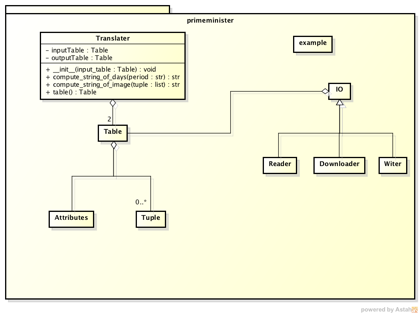 primeminister
Translater
- inputTable : Table
- outputTable : Table
+ __init__(input_table : Table) : void
+ compute_string_of_days(period : str) : str
+ compute_string_of_image(tuple : list) : str
+ table() : Table
example
IO
2
Table
Reader
Downloader
Witer
0..*
Attributes
Tuple
powered by Astah